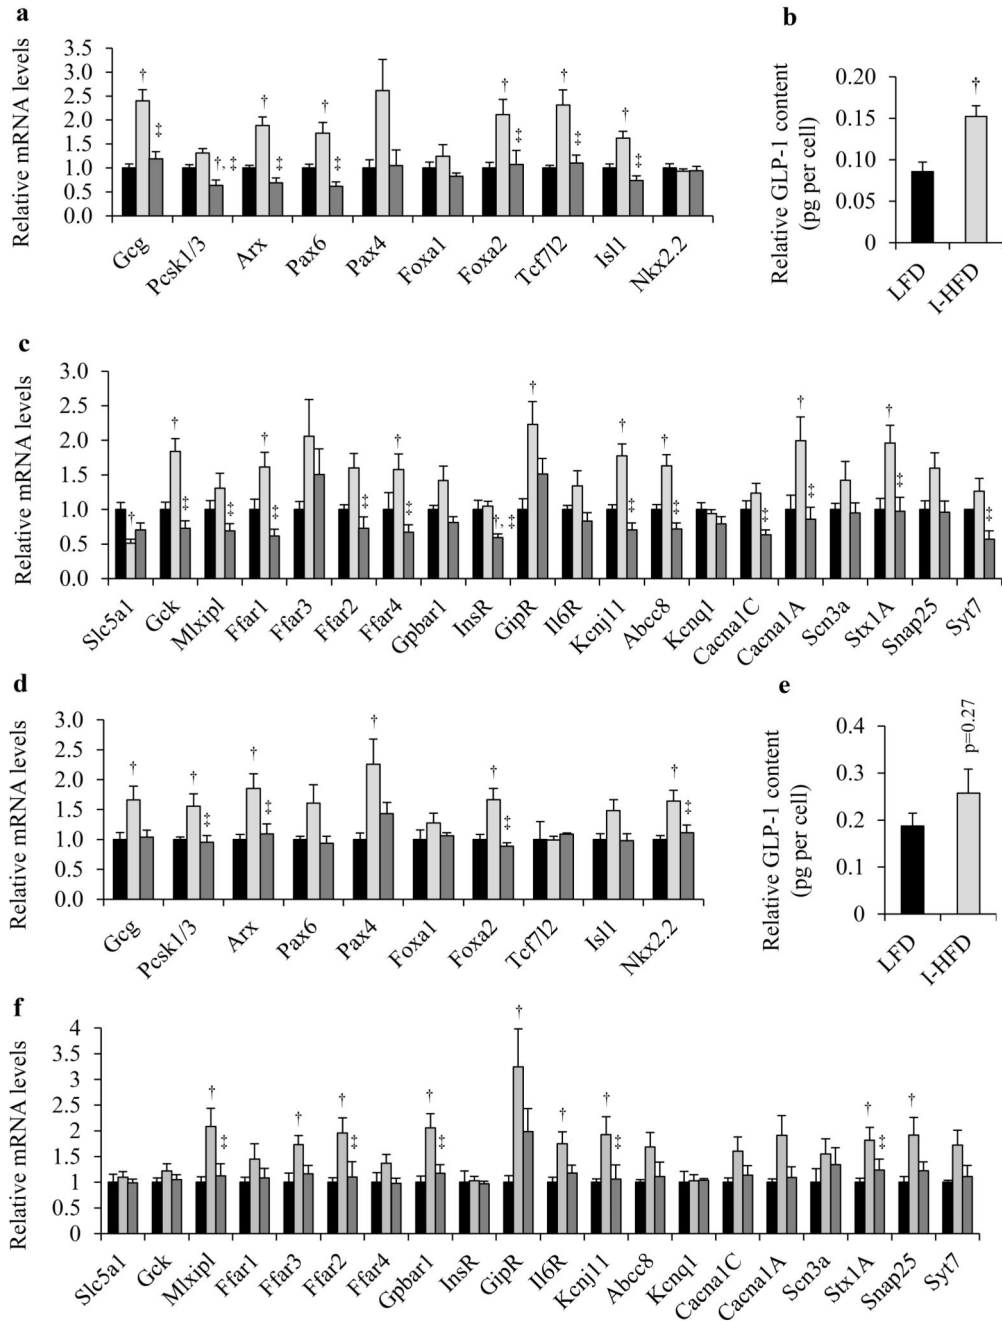 a
Relative mRNA levels
3.5
3.0
2.5
2.0
1.5
1.0
0.5
0.0
†
‡
†, ‡
†
‡
†
‡
†
‡
†
‡
†
‡
Gcg
Pcsk1/3
Arx
Pax6
Pax4
Foxa1
Foxa2
Tcf7l2
Isl1
Nkx2.2
b
Relative GLP-1 content
(pg per cell)
0.20
0.15
0.10
0.05
0
†
LFD
I-HFD
c
Relative mRNA levels
3.0
2.5
2.0
1.5
1.0
0.5
0.0
†
†
‡
‡
†
‡
‡
†
‡
†, ‡
†
†
‡
†
‡
‡
†
‡
†
‡
‡
Slc5a1
Gck
Mlxipl
Ffar1
Ffar3
Ffar2
Ffar4
Gpbar1
InsR
GipR
Il6R
Kcnj11
Abcc8
Kcnq1
Cacna1C
Cacna1A
Scn3a
Stx1A
Snap25
Syt7
d
Relative mRNA levels
3.0
2.5
2.0
1.5
1.0
0.5
0.0
†
†
‡
†
‡
†
†
‡
†
‡
Gcg
Pcsk1/3
Arx
Pax6
Pax4
Foxa1
Foxa2
Tcf7l2
Isl1
Nkx2.2
e
Relative GLP-1 content
(pg per cell)
0.4
0.3
0.2
0.1
0
p=0.27
LFD
I-HFD
f
Relative mRNA levels
4
3.5
3
2.5
2
1.5
1
0.5
0
†
‡
†
†
‡
†
‡
†
†
†
‡
†
‡
†
Slc5a1
Gck
Mlxipl
Ffar1
Ffar3
Ffar2
Ffar4
Gpbar1
InsR
GipR
Il6R
Kcnj11
Abcc8
Kcnq1
Cacna1C
Cacna1A
Scn3a
Stx1A
Snap25
Syt7